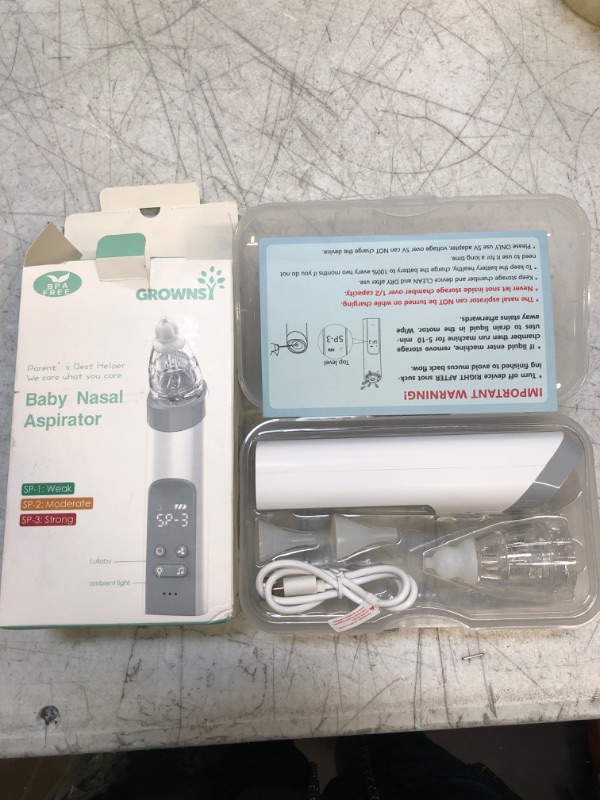 BPA
FREE
GROWNSY
Parent's Best Helper
We care what you care
Baby Nasal
Aspirator
SP-1: Weak
SP-2: Moderate
SP-3: Strong
SP-3
Lullaby
ambient light
IMPORTANT WARNING!
* Turn off device RIGHT AFTER snot suck-
ing finished to avoid mucus back flow.
* If liquid enter machine, remove storage
chamber then run machine for 5-10 min-
utes to drain liquid in the motor. Wipe
away stains afterwards.
Top level
SP-3
* The nasal aspirator can NOT be turned on while charging.
* Never let snot inside storage chamber over 1/2 capacity.
* Keep storage chamber and device CLEAN and DRY after use.
* To keep the battery healthy, charge the battery to 100% every two months if you do not
need to use it for a long time.
* Please ONLY use 5V adapter, voltage over 5V can NOT charge the device.